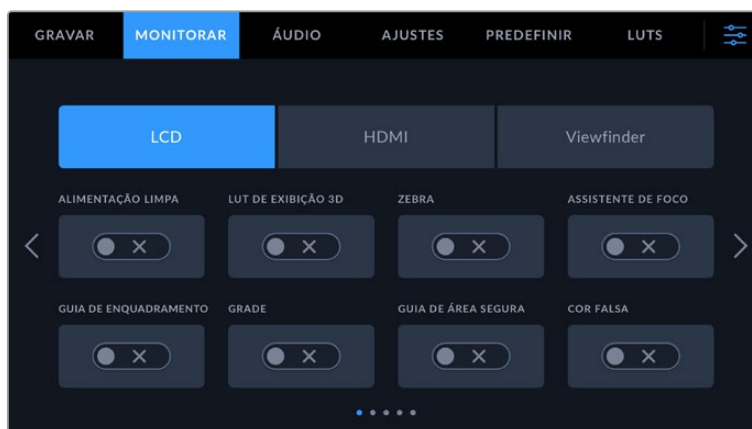 GRAVAR MONITORAR ÁUDIO AJUSTES PREDEFINIR LUTS
LCD HDMI Viewfinder
ALIMENTAÇÃO LIMPA LUT DE EXIBIÇÃO 3D ZEBRA ASSISTENTE DE FOCO
GUIA DE ENQUADRAMENTO GRADE GUIA DE ÁREA SEGURA COR FALSA